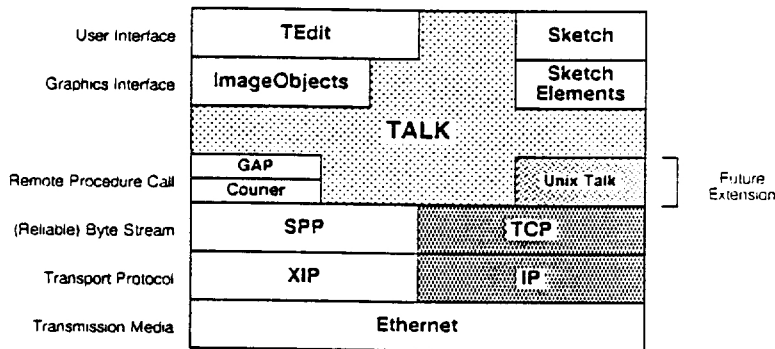 User Interface TEdit Sketch
Graphics Interface ImageObjects Sketch Elements
TALK
GAP
Remote Procedure Call Courier Unix Talk Future Extension
(Reliable) Byte Stream SPP TCP
Transport Protocol XIP IP
Transmission Media Ethernet